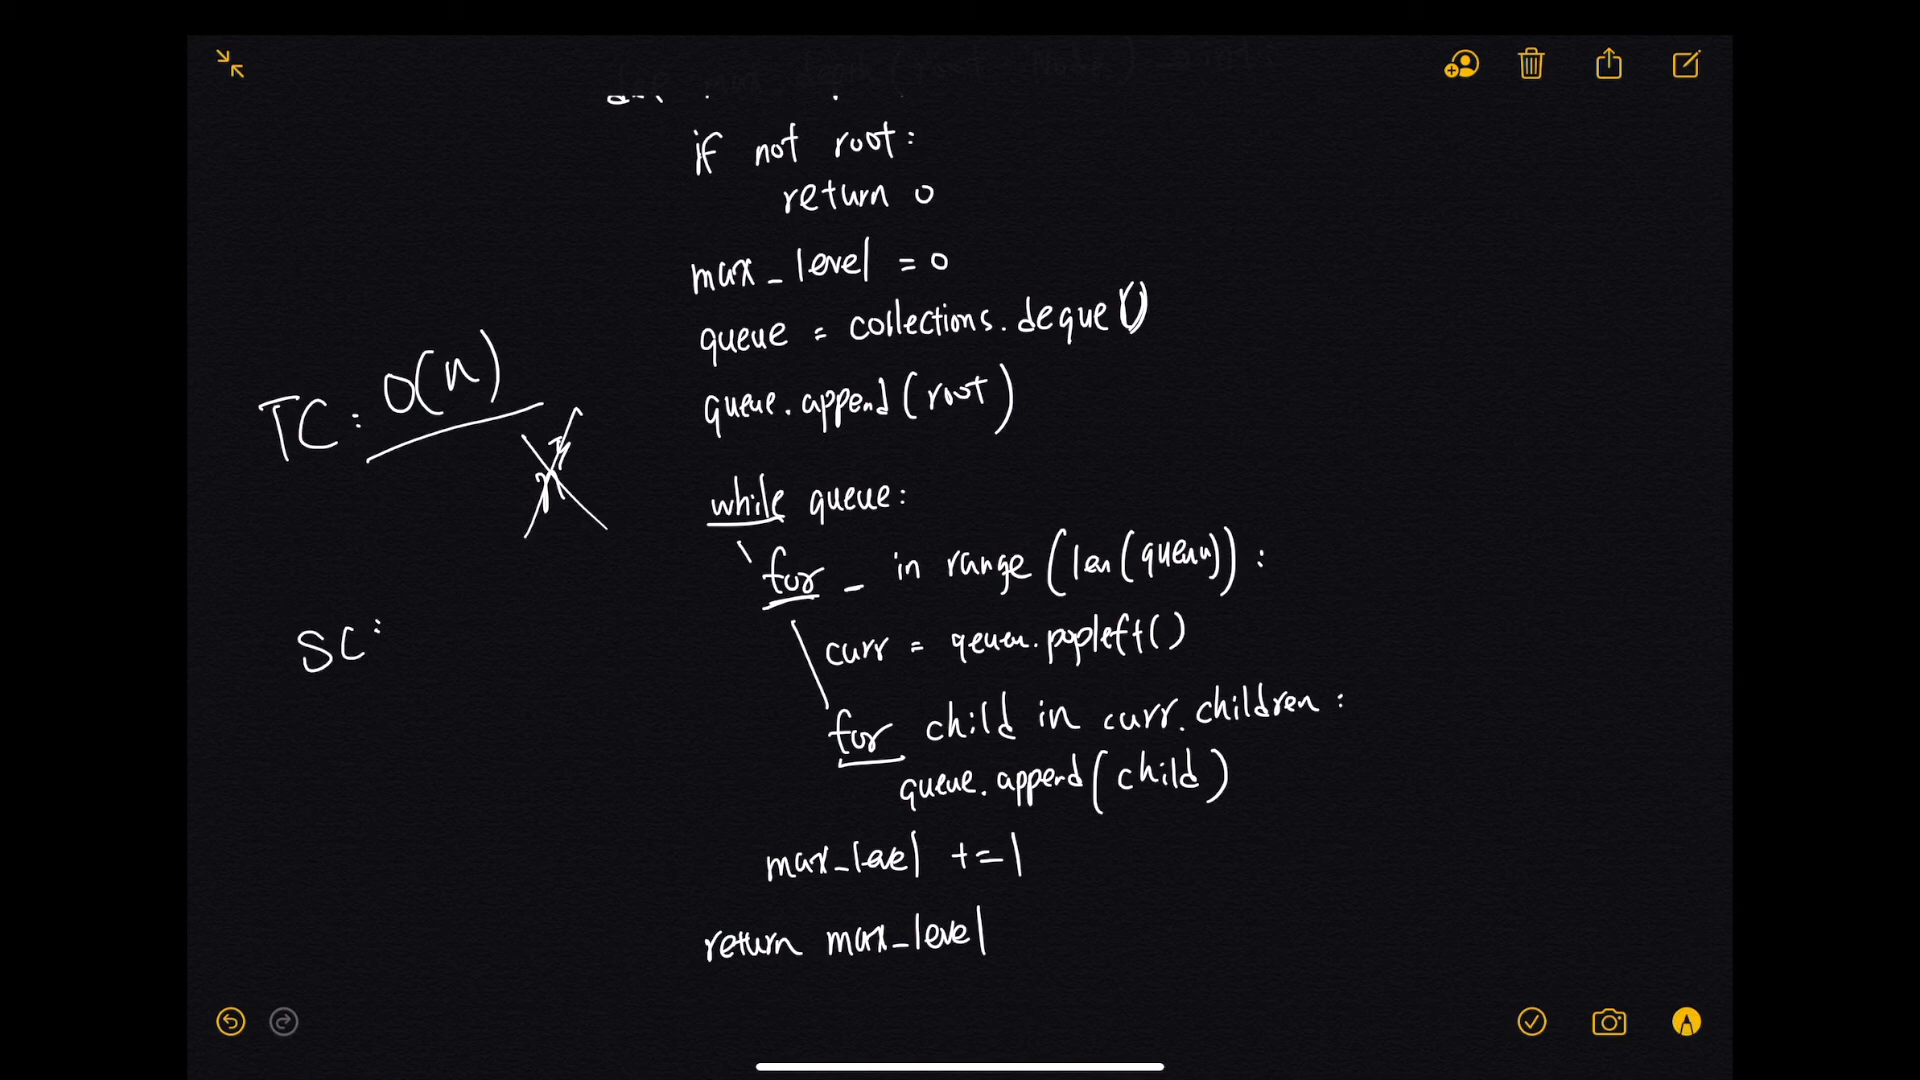 if not root:
return 0
max_level = 0
queue = collections.deque()
queue.append(root)
TC: O(n)
while queue:
for _ in range(len(queue)):
curr = queue.popleft()
SC:
for child in curr.children:
queue.append(child)
max_level +=1
return max_level